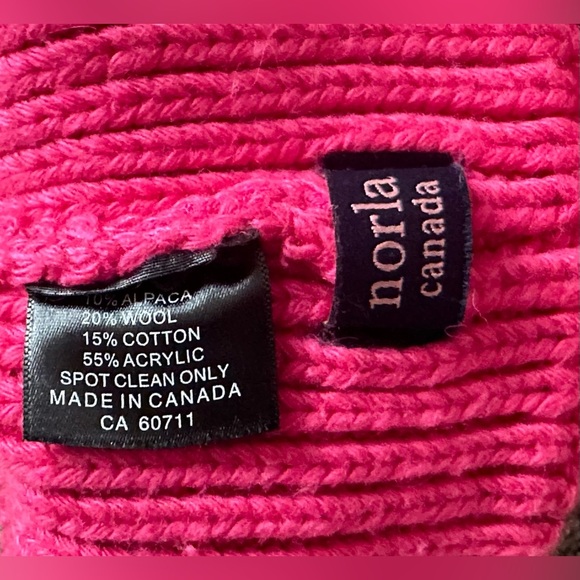 10% ALPACA
20% WOOL
15% COTTON
55% ACRYLIC
SPOT CLEAN ONLY
MADE IN CANADA
CA 60711
norla
canada